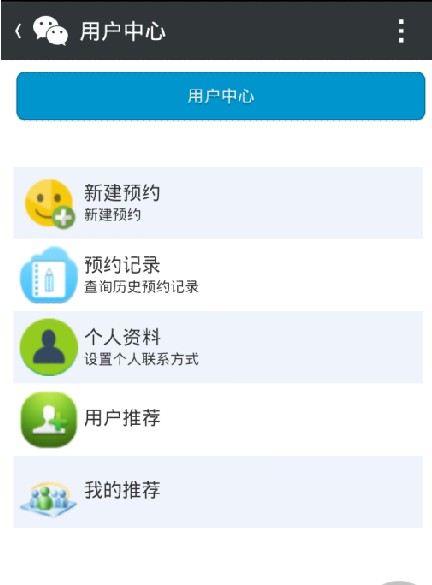 用户中心
用户中心
新建预约
新建预约
预约记录
查询历史预约记录
个人资料
设置个人联系方式
用户推荐
我的推荐